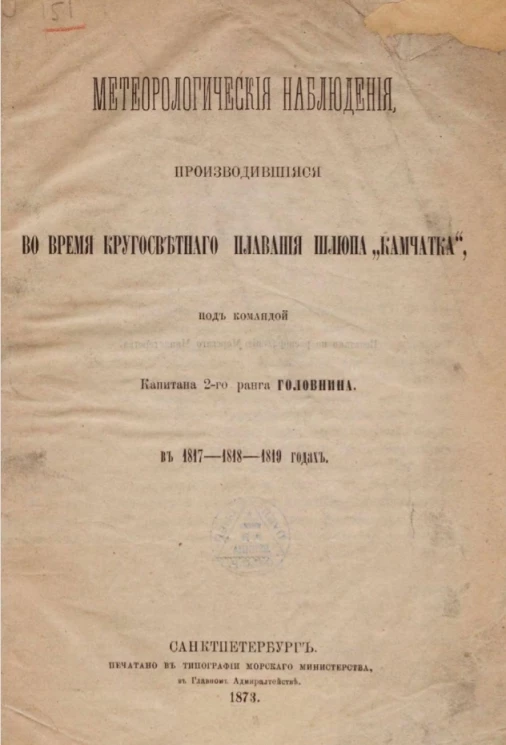 151
МЕТЕОРОЛОГИЧЕСКІЯ НАБЛЮДЕНІЯ,
ПРОИЗВОДИВШІЯСЯ
ВО ВРЕМЯ КРУГОСВѢТНАГО ПЛАВАНІЯ ШЛЮПА „КАМЧАТКА“,
ПОДЪ КОМАНДОЙ
Капитана 2-го ранга ГОЛОВНИНА.
въ 1817—1818—1819 годахъ.
САНКТПЕТЕРБУРГЪ.
ПЕЧАТАНО ВЪ ТИПОГРАФІИ МОРСКАГО МИНИСТЕРСТВА,
въ Главномъ Адмиралтействѣ.
1873.